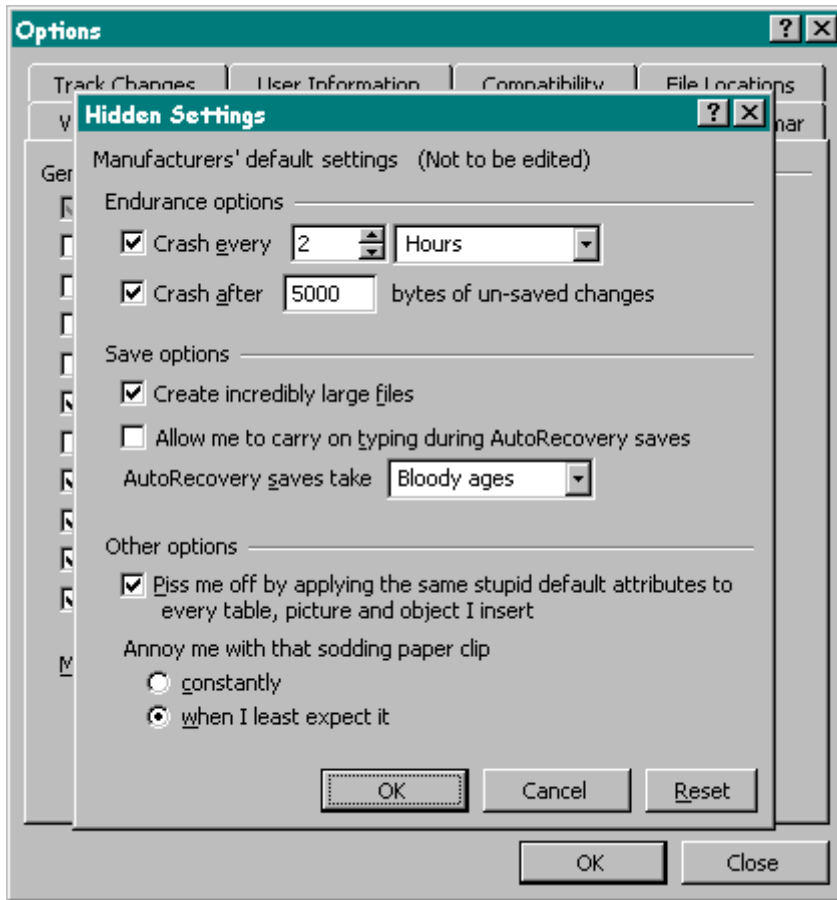 Options
Track Changes User Information Compatibility File Locations
Hidden Settings
Manufacturers' default settings (Not to be edited)
Endurance options
Crash every 2 Hours
Crash after 5000 bytes of un-saved changes
Save options
Create incredibly large files
Allow me to carry on typing during AutoRecovery saves
AutoRecovery saves take Bloody ages
Other options
Piss me off by applying the same stupid default attributes to
every table, picture and object I insert
Annoy me with that sodding paper clip
constantly
when I least expect it
OK Cancel Reset
OK Close